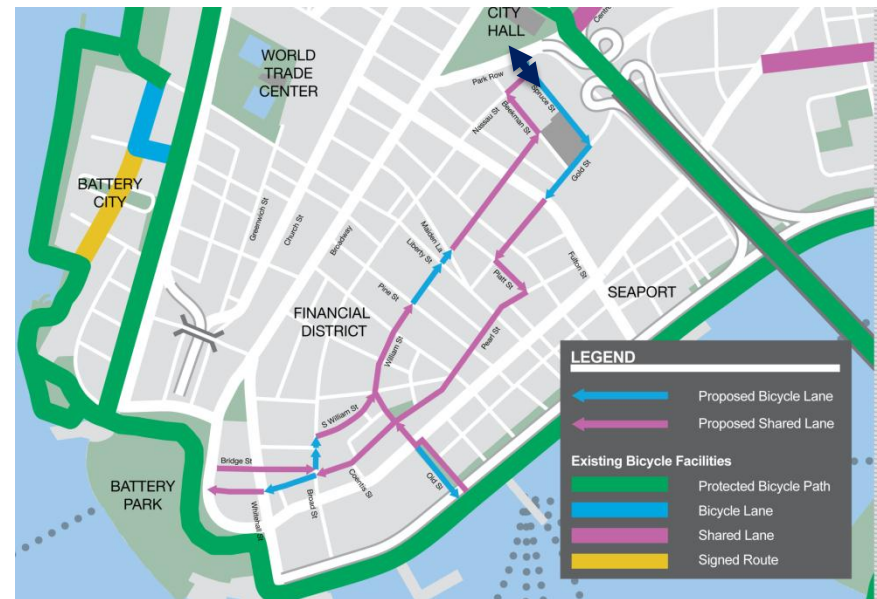 CITY
HALL
Centre
WORLD
TRADE
CENTER
Park Row
Spruce St
Nassau St
Beekman St
Gold St
BATTERY
CITY
Greenwich St
Church St
Broadway
Maiden La
Liberty St
Pine St
Platt St
Fulton St
FINANCIAL
DISTRICT
SEAPORT
William St
Pearl St
S William St
Bridge St
BATTERY
PARK
Whitehall St
Broad St
Coentis St
Old St
LEGEND
Proposed Bicycle Lane
Proposed Shared Lane
Existing Bicycle Facilities
Protected Bicycle Path
Bicycle Lane
Shared Lane
Signed Route